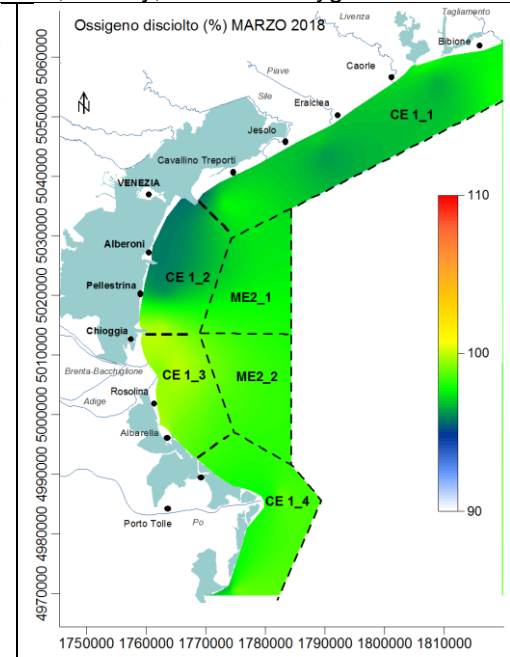 Ossigeno disciolto (%) MARZO 2018
Tagliamento
Livenza
Bibione
Caorle
Piave
Eraiclea
CE 1_1
Sile
Jesolo
Cavallino Treporti
VENEZIA
N
Alberoni
CE 1_2
Pellestrina
ME2_1
Chioggia
Brenta-Bacchiglione
CE 1_3
ME2_2
Rosolina
Adige
Albarella
CE 1_4
Porto Tolle
Po
110
100
90
5060000
5050000
5040000
5030000
5020000
5010000
5000000
4990000
4980000
4970000
1750000 1760000 1770000 1780000 1790000 1800000 1810000